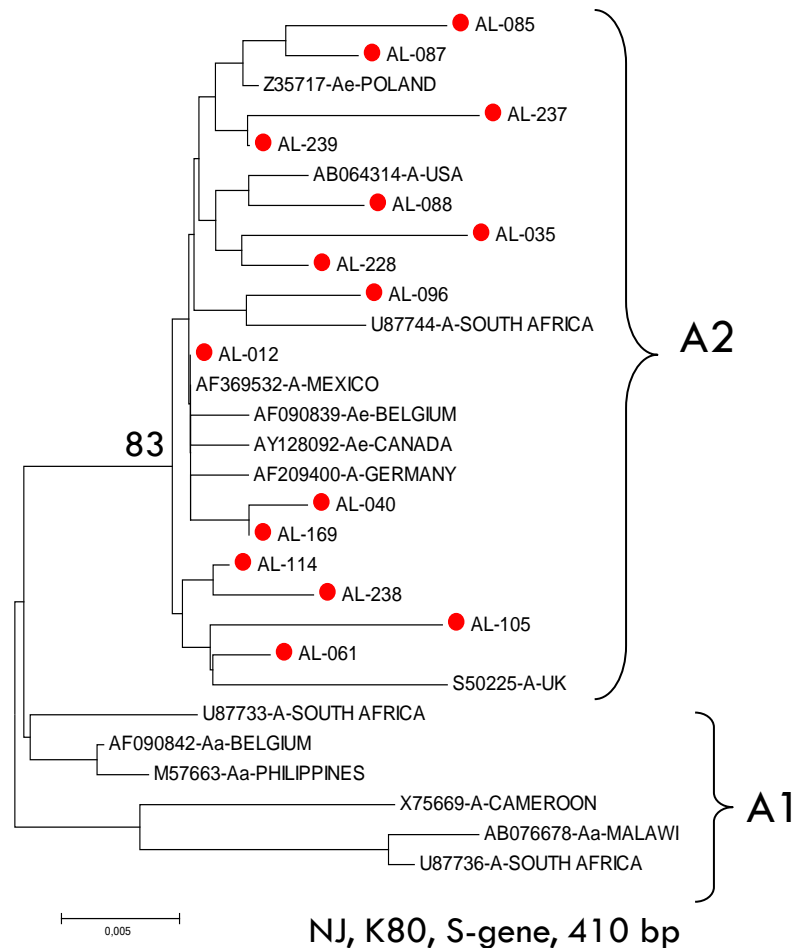 AL-085
AL-087
Z35717-Ae-POLAND
AL-237
AL-239
AB064314-A-USA
AL-088
AL-035
AL-228
AL-096
U87744-A-SOUTH AFRICA
A2
AL-012
AF369532-A-MEXICO
AF090839-Ae-BELGIUM
83
AY128092-Ae-CANADA
AF209400-A-GERMANY
AL-040
AL-169
AL-114
AL-238
AL-105
AL-061
S50225-A-UK
U87733-A-SOUTH AFRICA
AF090842-Aa-BELGIUM
M57663-Aa-PHILIPPINES
X75669-A-CAMEROON
A1
AB076678-Aa-MALAWI
U87736-A-SOUTH AFRICA
0,005
NJ, K80, S-gene, 410 bp